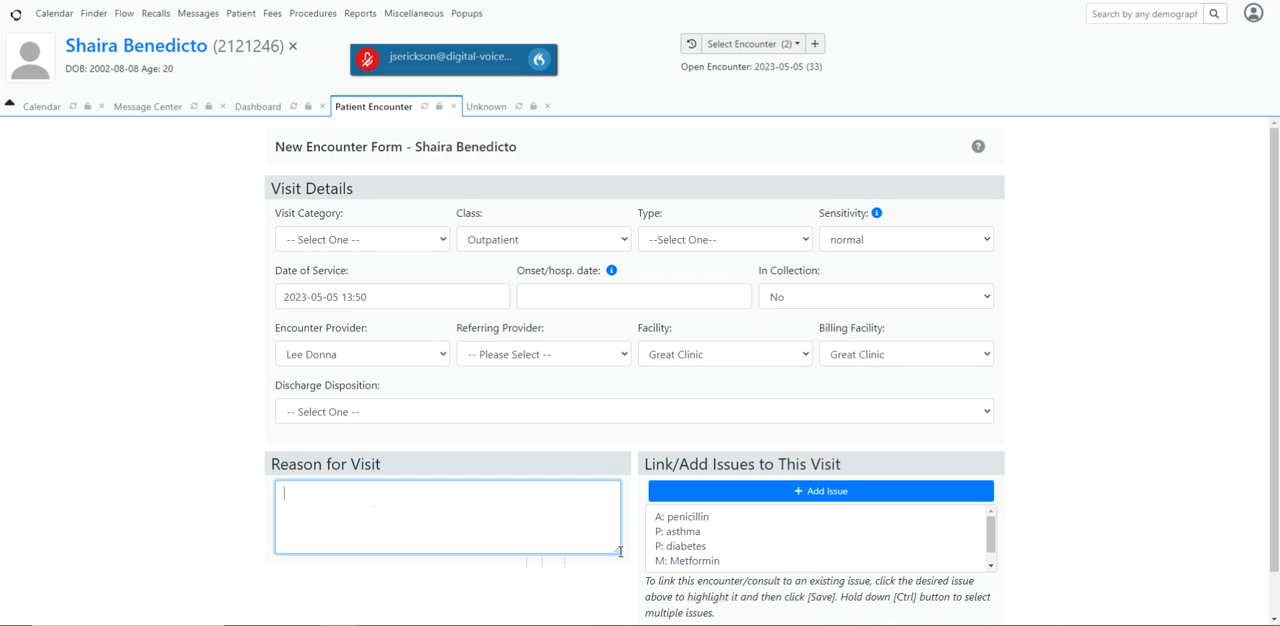 Calendar Finder Flow Recalls Messages Patient Fees Procedures Reports Miscellaneous Popups
Search by any demograph
Shaira Benedicto (2121246) ×
DOB: 2002-08-08 Age: 20
jserickson@digital-voice...
Select Encounter (2)
Open Encounter: 2023-05-05 (33)
Calendar Message Center Dashboard Patient Encounter Unknown
New Encounter Form - Shaira Benedicto
Visit Details
Visit Category: Class: Type: Sensitivity:
-- Select One -- Outpatient --Select One-- normal
Date of Service: Onset/hosp. date: In Collection:
2023-05-05 13:50 No
Encounter Provider: Referring Provider: Facility: Billing Facility:
Lee Donna -- Please Select -- Great Clinic Great Clinic
Discharge Disposition:
-- Select One --
Reason for Visit
Link/Add Issues to This Visit
+ Add Issue
A: penicillin
P: asthma
P: diabetes
M: Metformin
To link this encounter/consult to an existing issue, click the desired issue
above to highlight it and then click [Save]. Hold down [Ctrl] button to select
multiple issues.